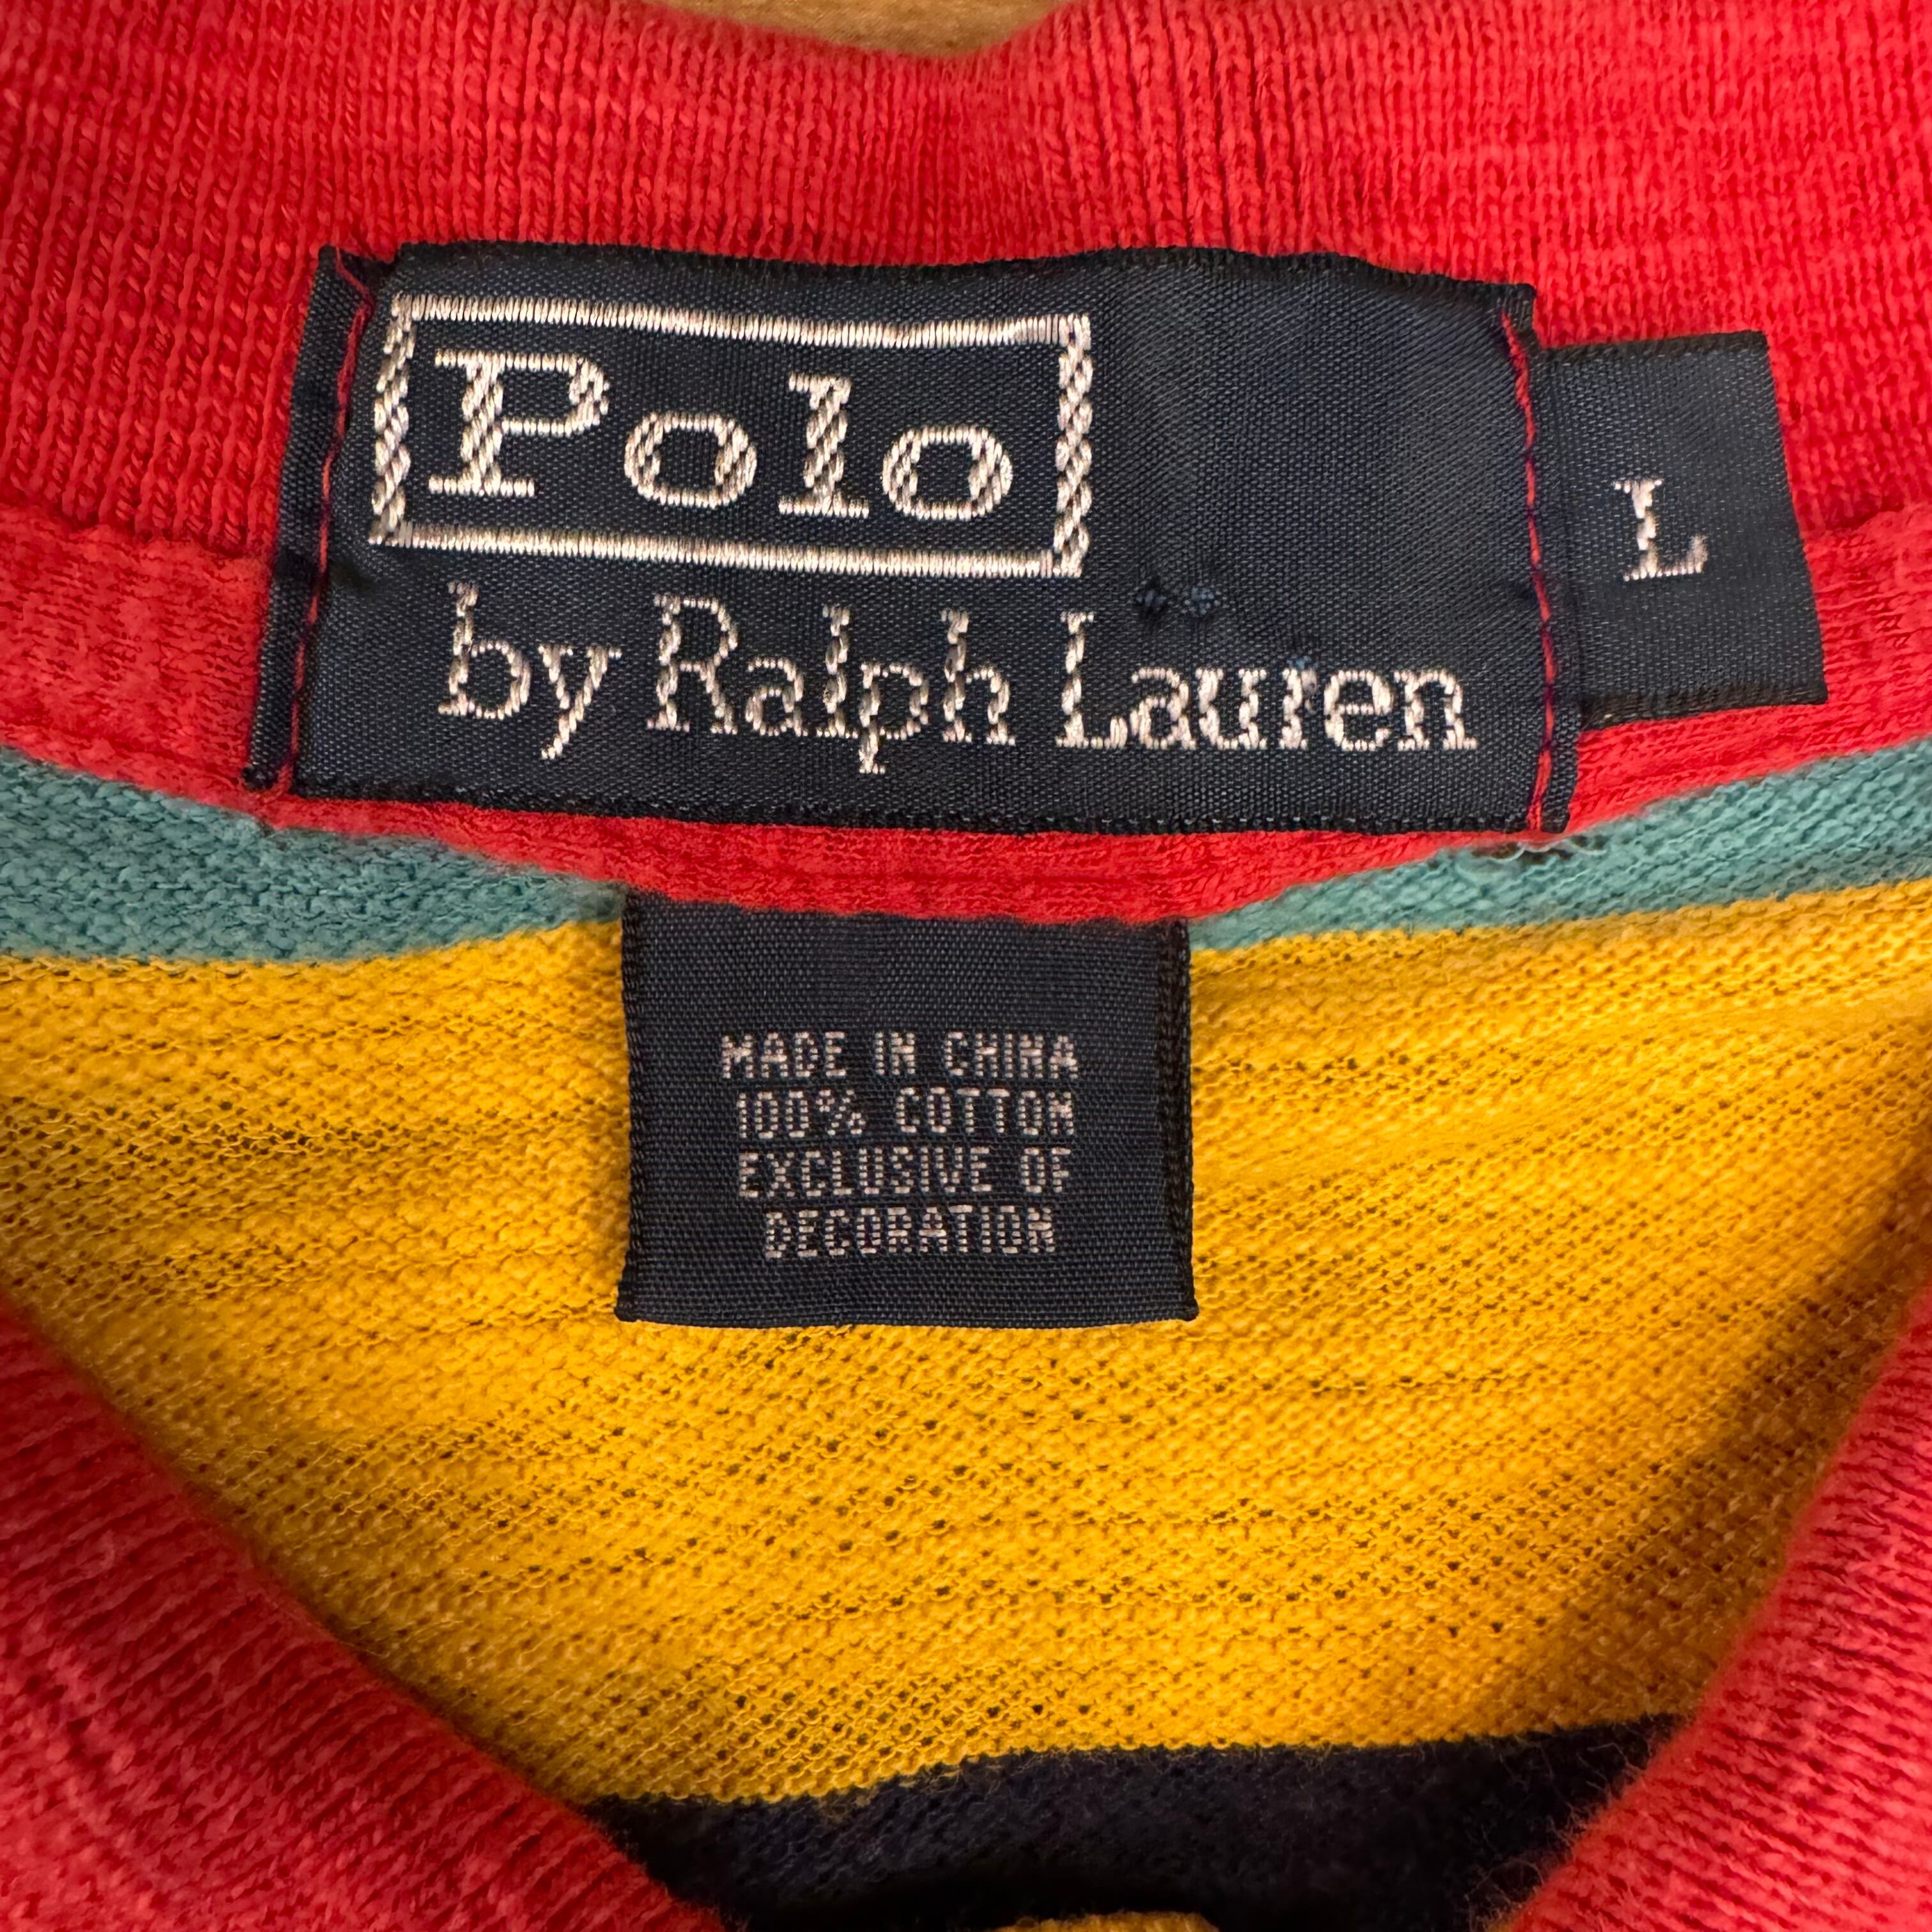 Polo
by Ralph Lauren
L
MADE IN CHINA
100% COTTON
EXCLUSIVE OF
DECORATION